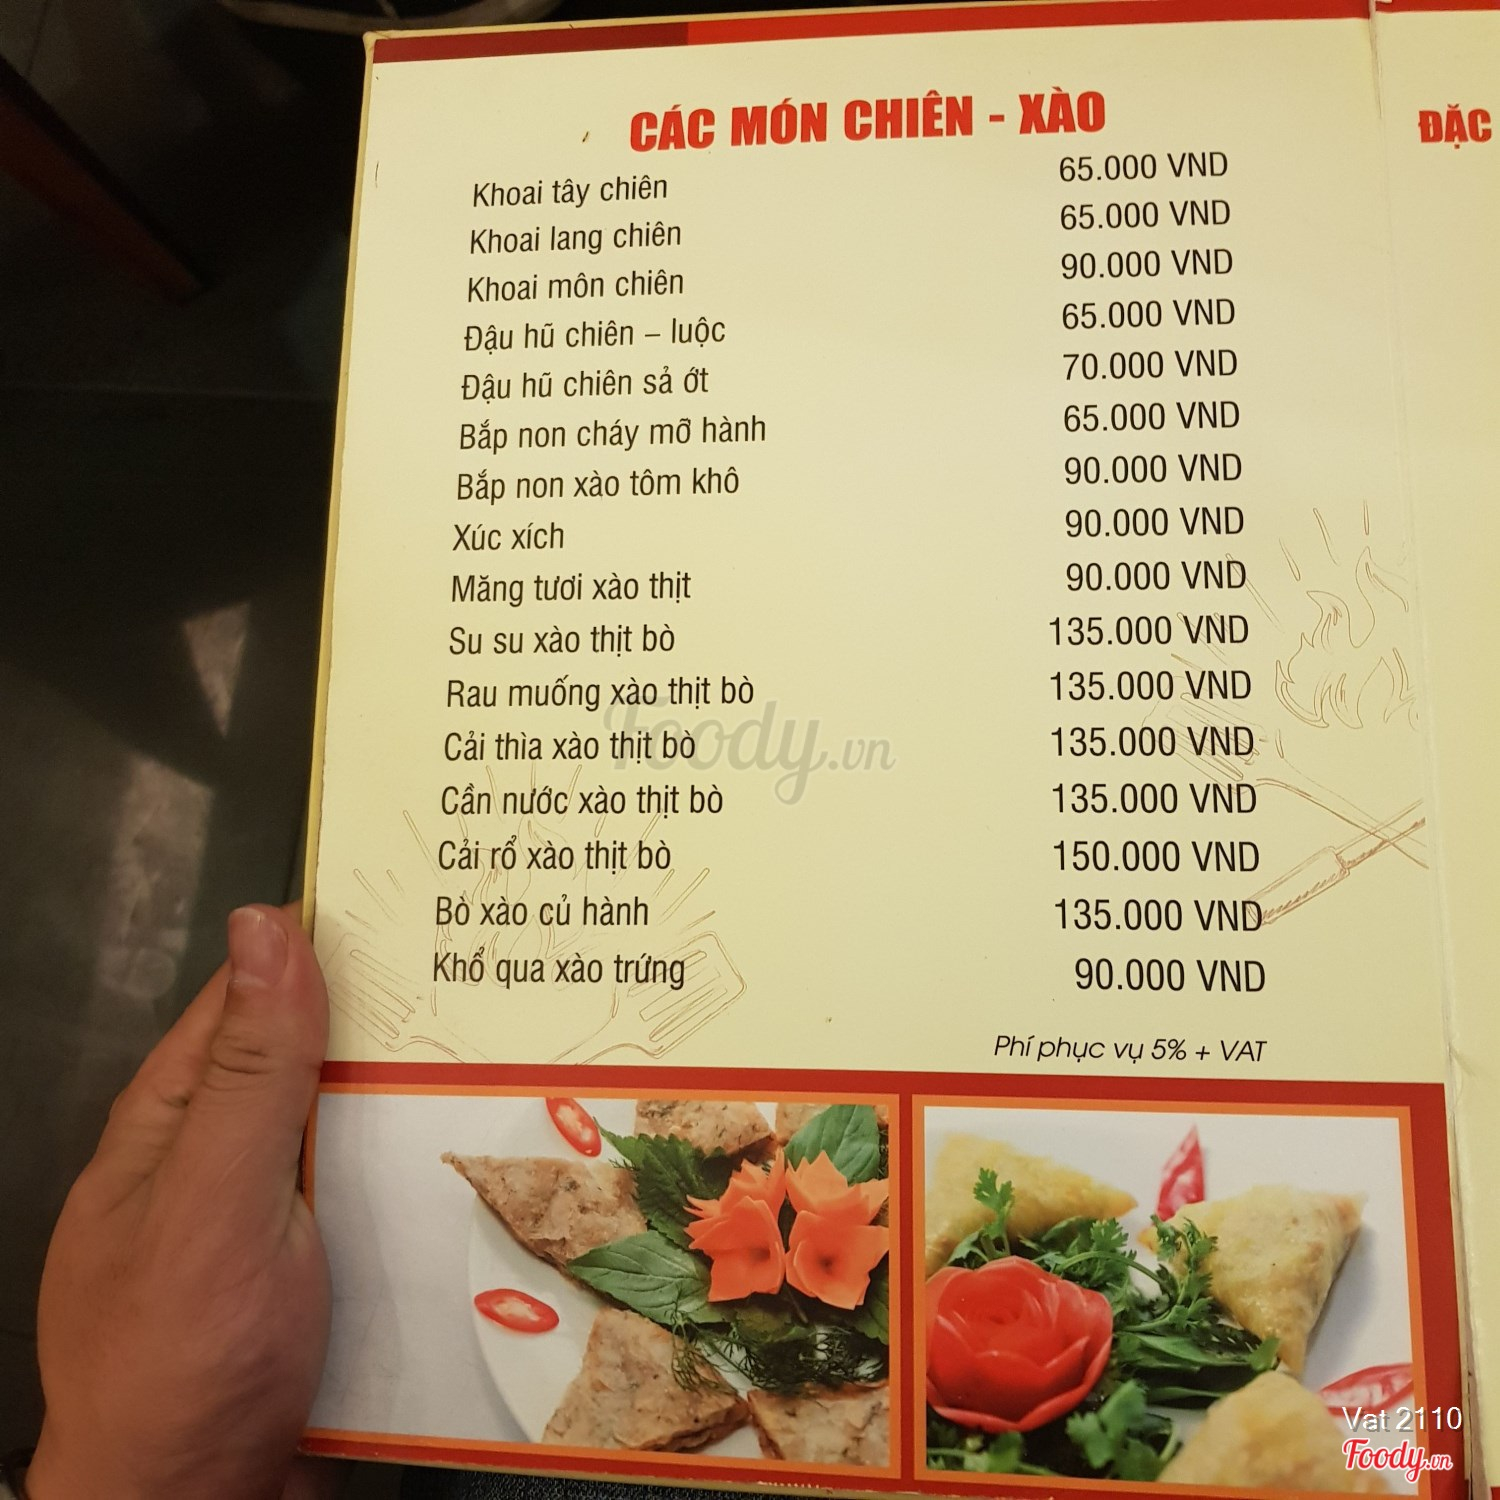 CÁC MÓN CHIÊN - XÀO
Khoai tây chiên 65.000 VND
Khoai lang chiên 65.000 VND
Khoai môn chiên 90.000 VND
Đậu hũ chiên – luộc 65.000 VND
Đậu hũ chiên sả ớt 70.000 VND
Bắp non cháy mỡ hành 65.000 VND
Bắp non xào tôm khô 90.000 VND
Xúc xích 90.000 VND
Măng tươi xào thịt 90.000 VND
Su su xào thịt bò 135.000 VND
Rau muống xào thịt bò 135.000 VND
Cải thìa xào thịt bò 135.000 VND
Cần nước xào thịt bò 135.000 VND
Cải rổ xào thịt bò 150.000 VND
Bò xào củ hành 135.000 VND
Khổ qua xào trứng 90.000 VND
Phí phục vụ 5% + VAT
ĐẶC
Foody.vn
Vat 2110
Foody.vn